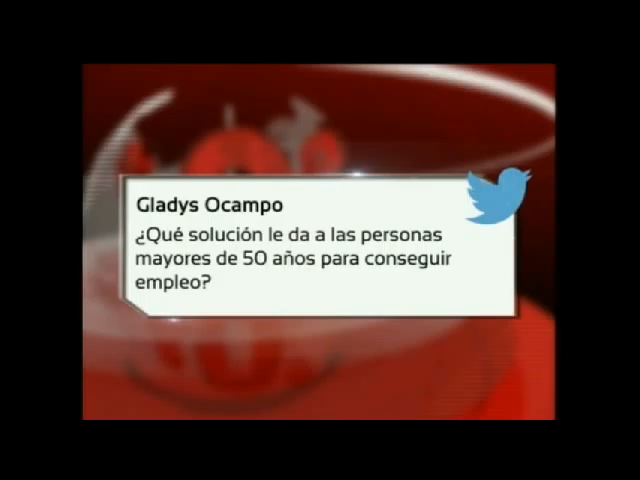 Gladys Ocampo
¿Qué solución le da a las personas
mayores de 50 años para conseguir
empleo?